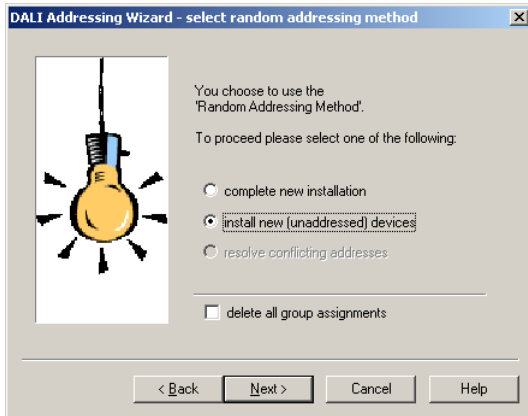 DALI Addressing Wizard - select random addressing method
You choose to use the
'Random Addressing Method'.
To proceed please select one of the following:
complete new installation
install new (unaddressed) devices
resolve conflicting addresses
delete all group assignments
< Back
Next >
Cancel
Help